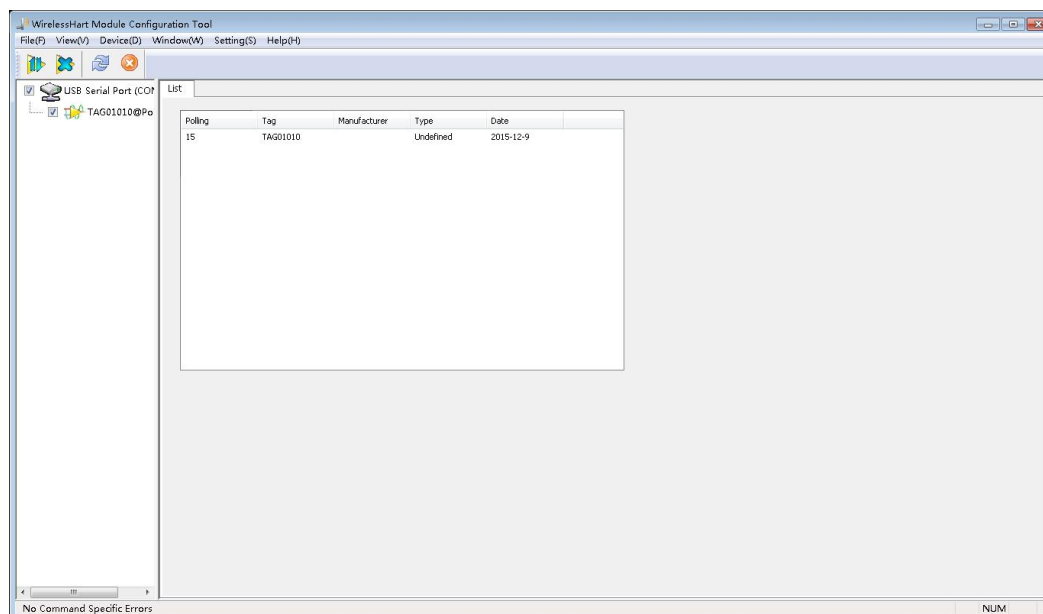 WirelessHart Module Configuration Tool
File(F) View(V) Device(D) Window(W) Setting(S) Help(H)
USB Serial Port (COM
TAG01010@Po
List
Polling Tag Manufacturer Type Date
15 TAG01010 Undefined 2015-12-9
No Command Specific Errors NUM